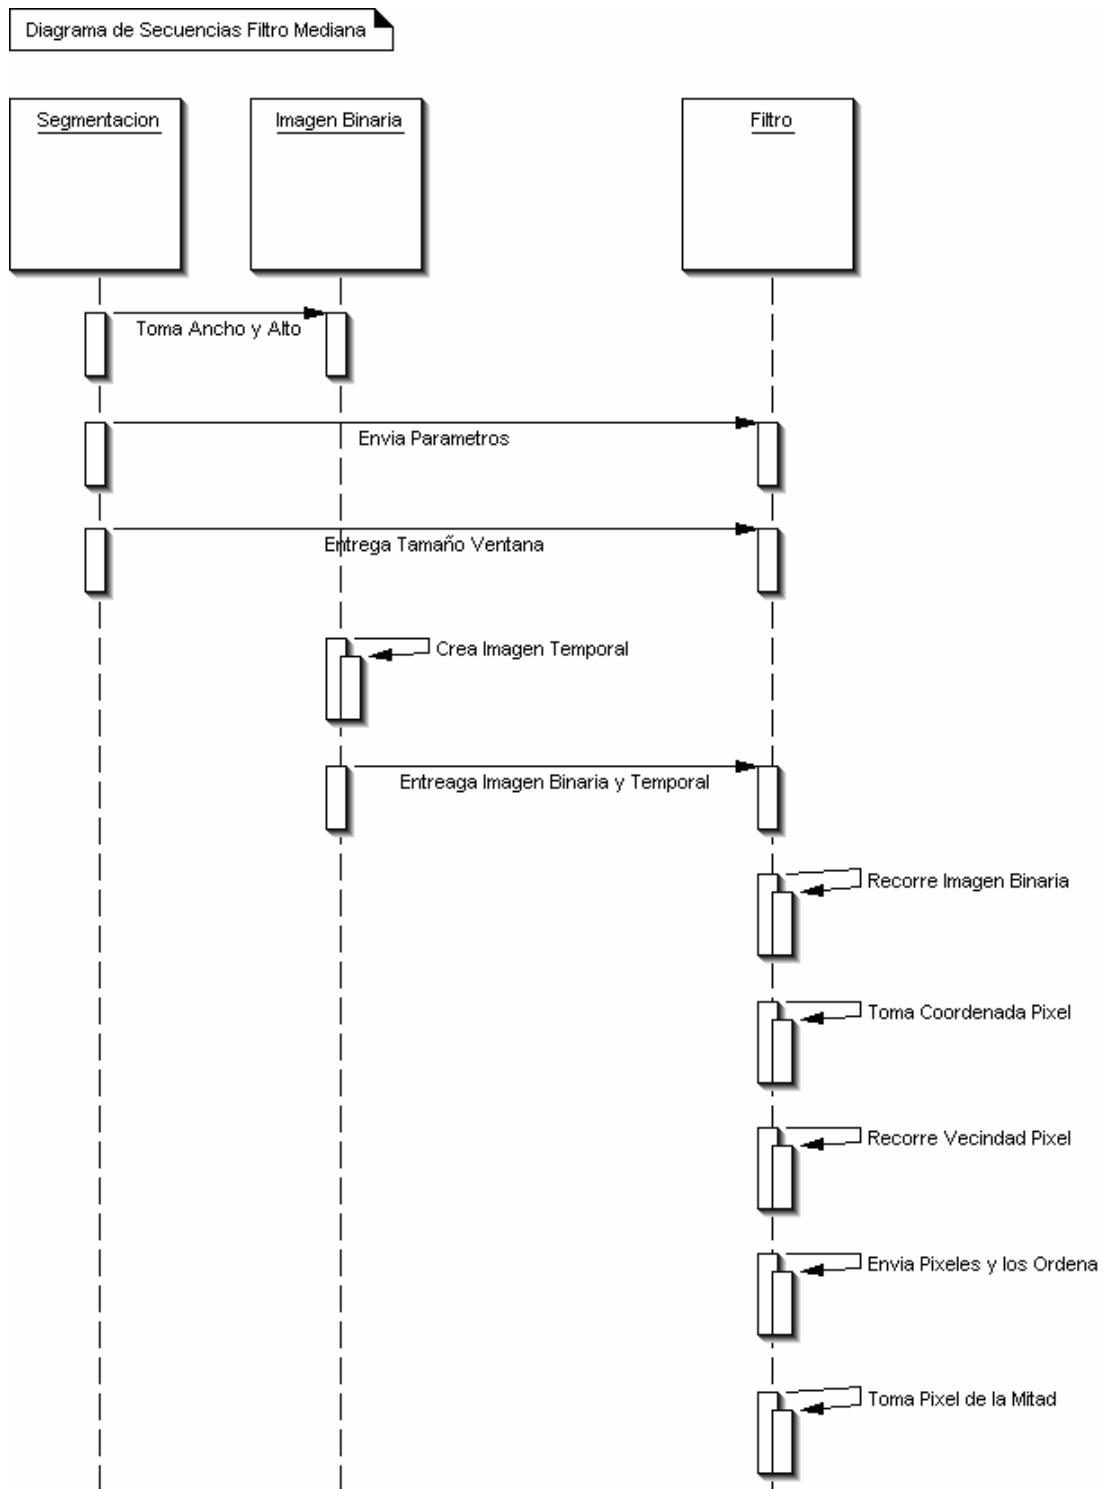 Diagrama de Secuencias Filtro Mediana
Segmentacion
Imagen Binaria
Filtro
Toma Ancho y Alto
Envia Parametros
Entrega Tamaño Ventana
Crea Imagen Temporal
Entreaga Imagen Binaria y Temporal
Recorre Imagen Binaria
Toma Coordenada Pixel
Recorre Vecindad Pixel
Envia Pixeles y los Ordena
Toma Pixel de la Mitad